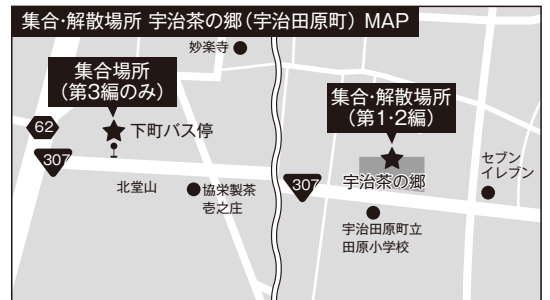 集合・解散場所 宇治茶の郷（宇治田原町） MAP
妙楽寺
集合場所
（第3編のみ）
62
下町バス停
307
北堂山
協栄製茶
壱之庄
集合・解散場所
（第1・2編）
307
宇治茶の郷
セブン
イレブン
宇治田原町立
田原小学校